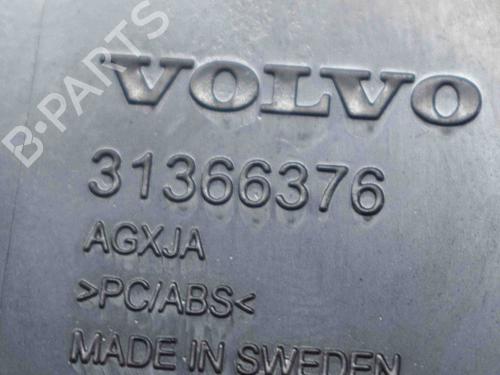 B-PARTS
VOLVO
31366376
AGXJA
>PC/ABS<
MADE IN SWEDEN